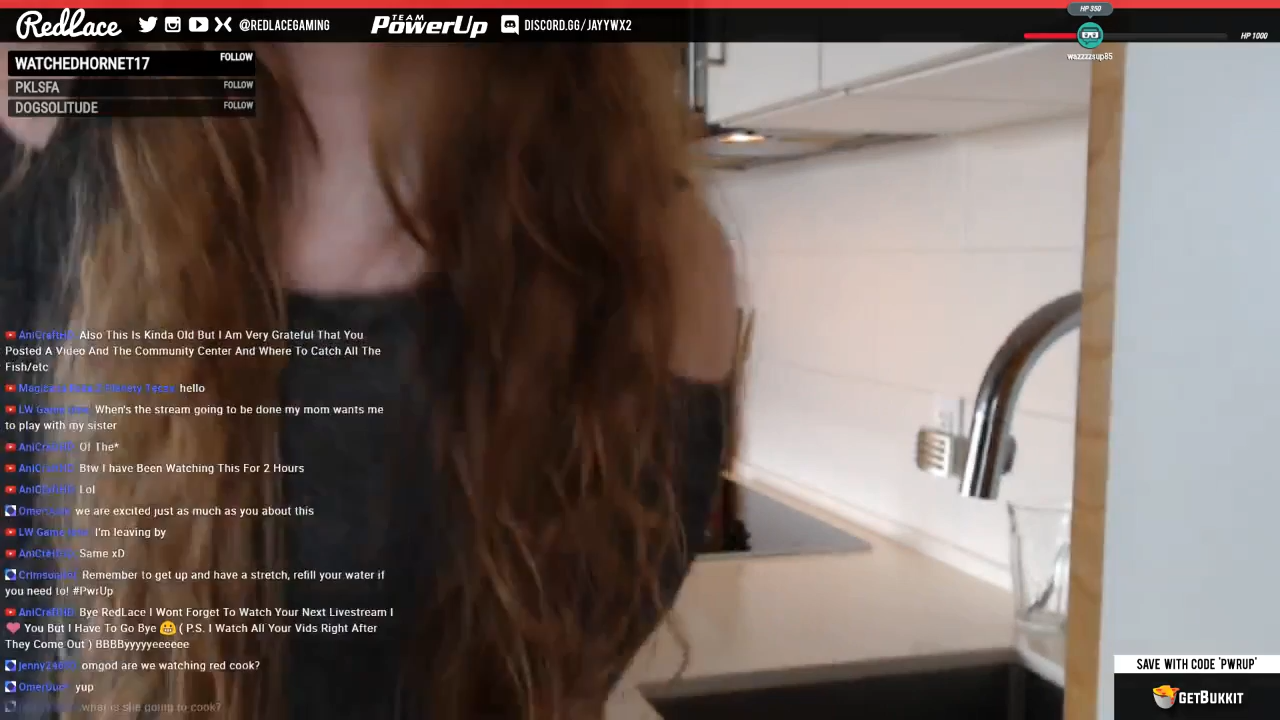 RedLace @REDLACEGAMING TEAM PowerUp DISCORD.GG/JAYYWX2
HP 350
HP 1000
wazzzzsup85
WATCHEDHORNET17 FOLLOW
PKLSFA FOLLOW
DOGSOLITUDE FOLLOW
Also This Is Kinda Old But I Am Very Grateful That You
Posted A Video And The Community Center And Where To Catch All The
Fish/etc
hello
LW Game When's the stream going to be done my mom wants me
to play with my sister
Of The*
Btw I have Been Watching This For 2 Hours
Lol
we are excited just as much as you about this
LW Game I'm leaving by
Same xD
Remember to get up and have a stretch, refill your water if
you need to! #PwrUp
AniCraftHD Bye RedLace I Wont Forget To Watch Your Next Livestream I
❤ You But I Have To Go Bye 😁 ( P.S. I Watch All Your Vids Right After
They Come Out ) BBBByyyyyeeeeee
omgod are we watching red cook?
yup
what is she going to cook?
SAVE WITH CODE 'PWRUP'
GETBUKKIT